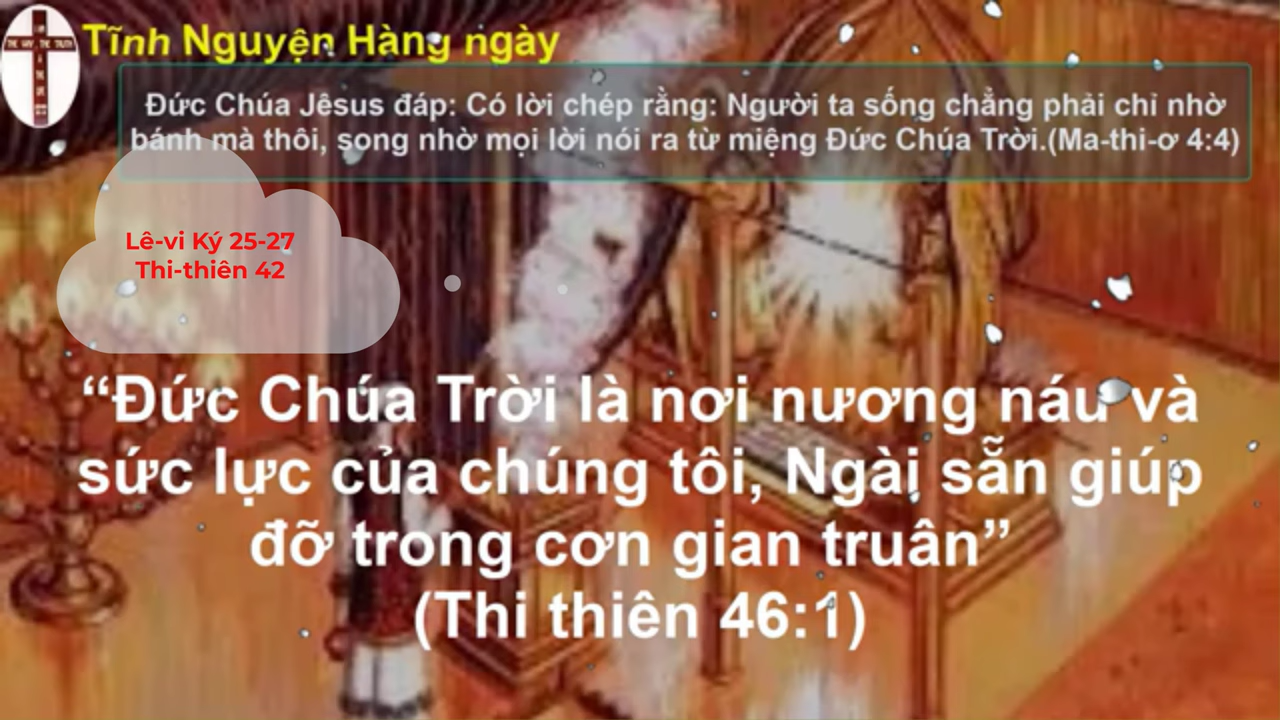 Tĩnh Nguyện Hàng ngày
Đức Chúa Jêsus đáp: Có lời chép rằng: Người ta sống chẳng phải chỉ nhờ
bánh mà thôi, song nhờ mọi lời nói ra từ miệng Đức Chúa Trời.(Ma-thi-ơ 4:4)
Lê-vi Ký 25-27
Thi-thiên 42
“Đức Chúa Trời là nơi nương náu và
sức lực của chúng tôi, Ngài sẵn giúp
đỡ trong cơn gian truân”
(Thi thiên 46:1)